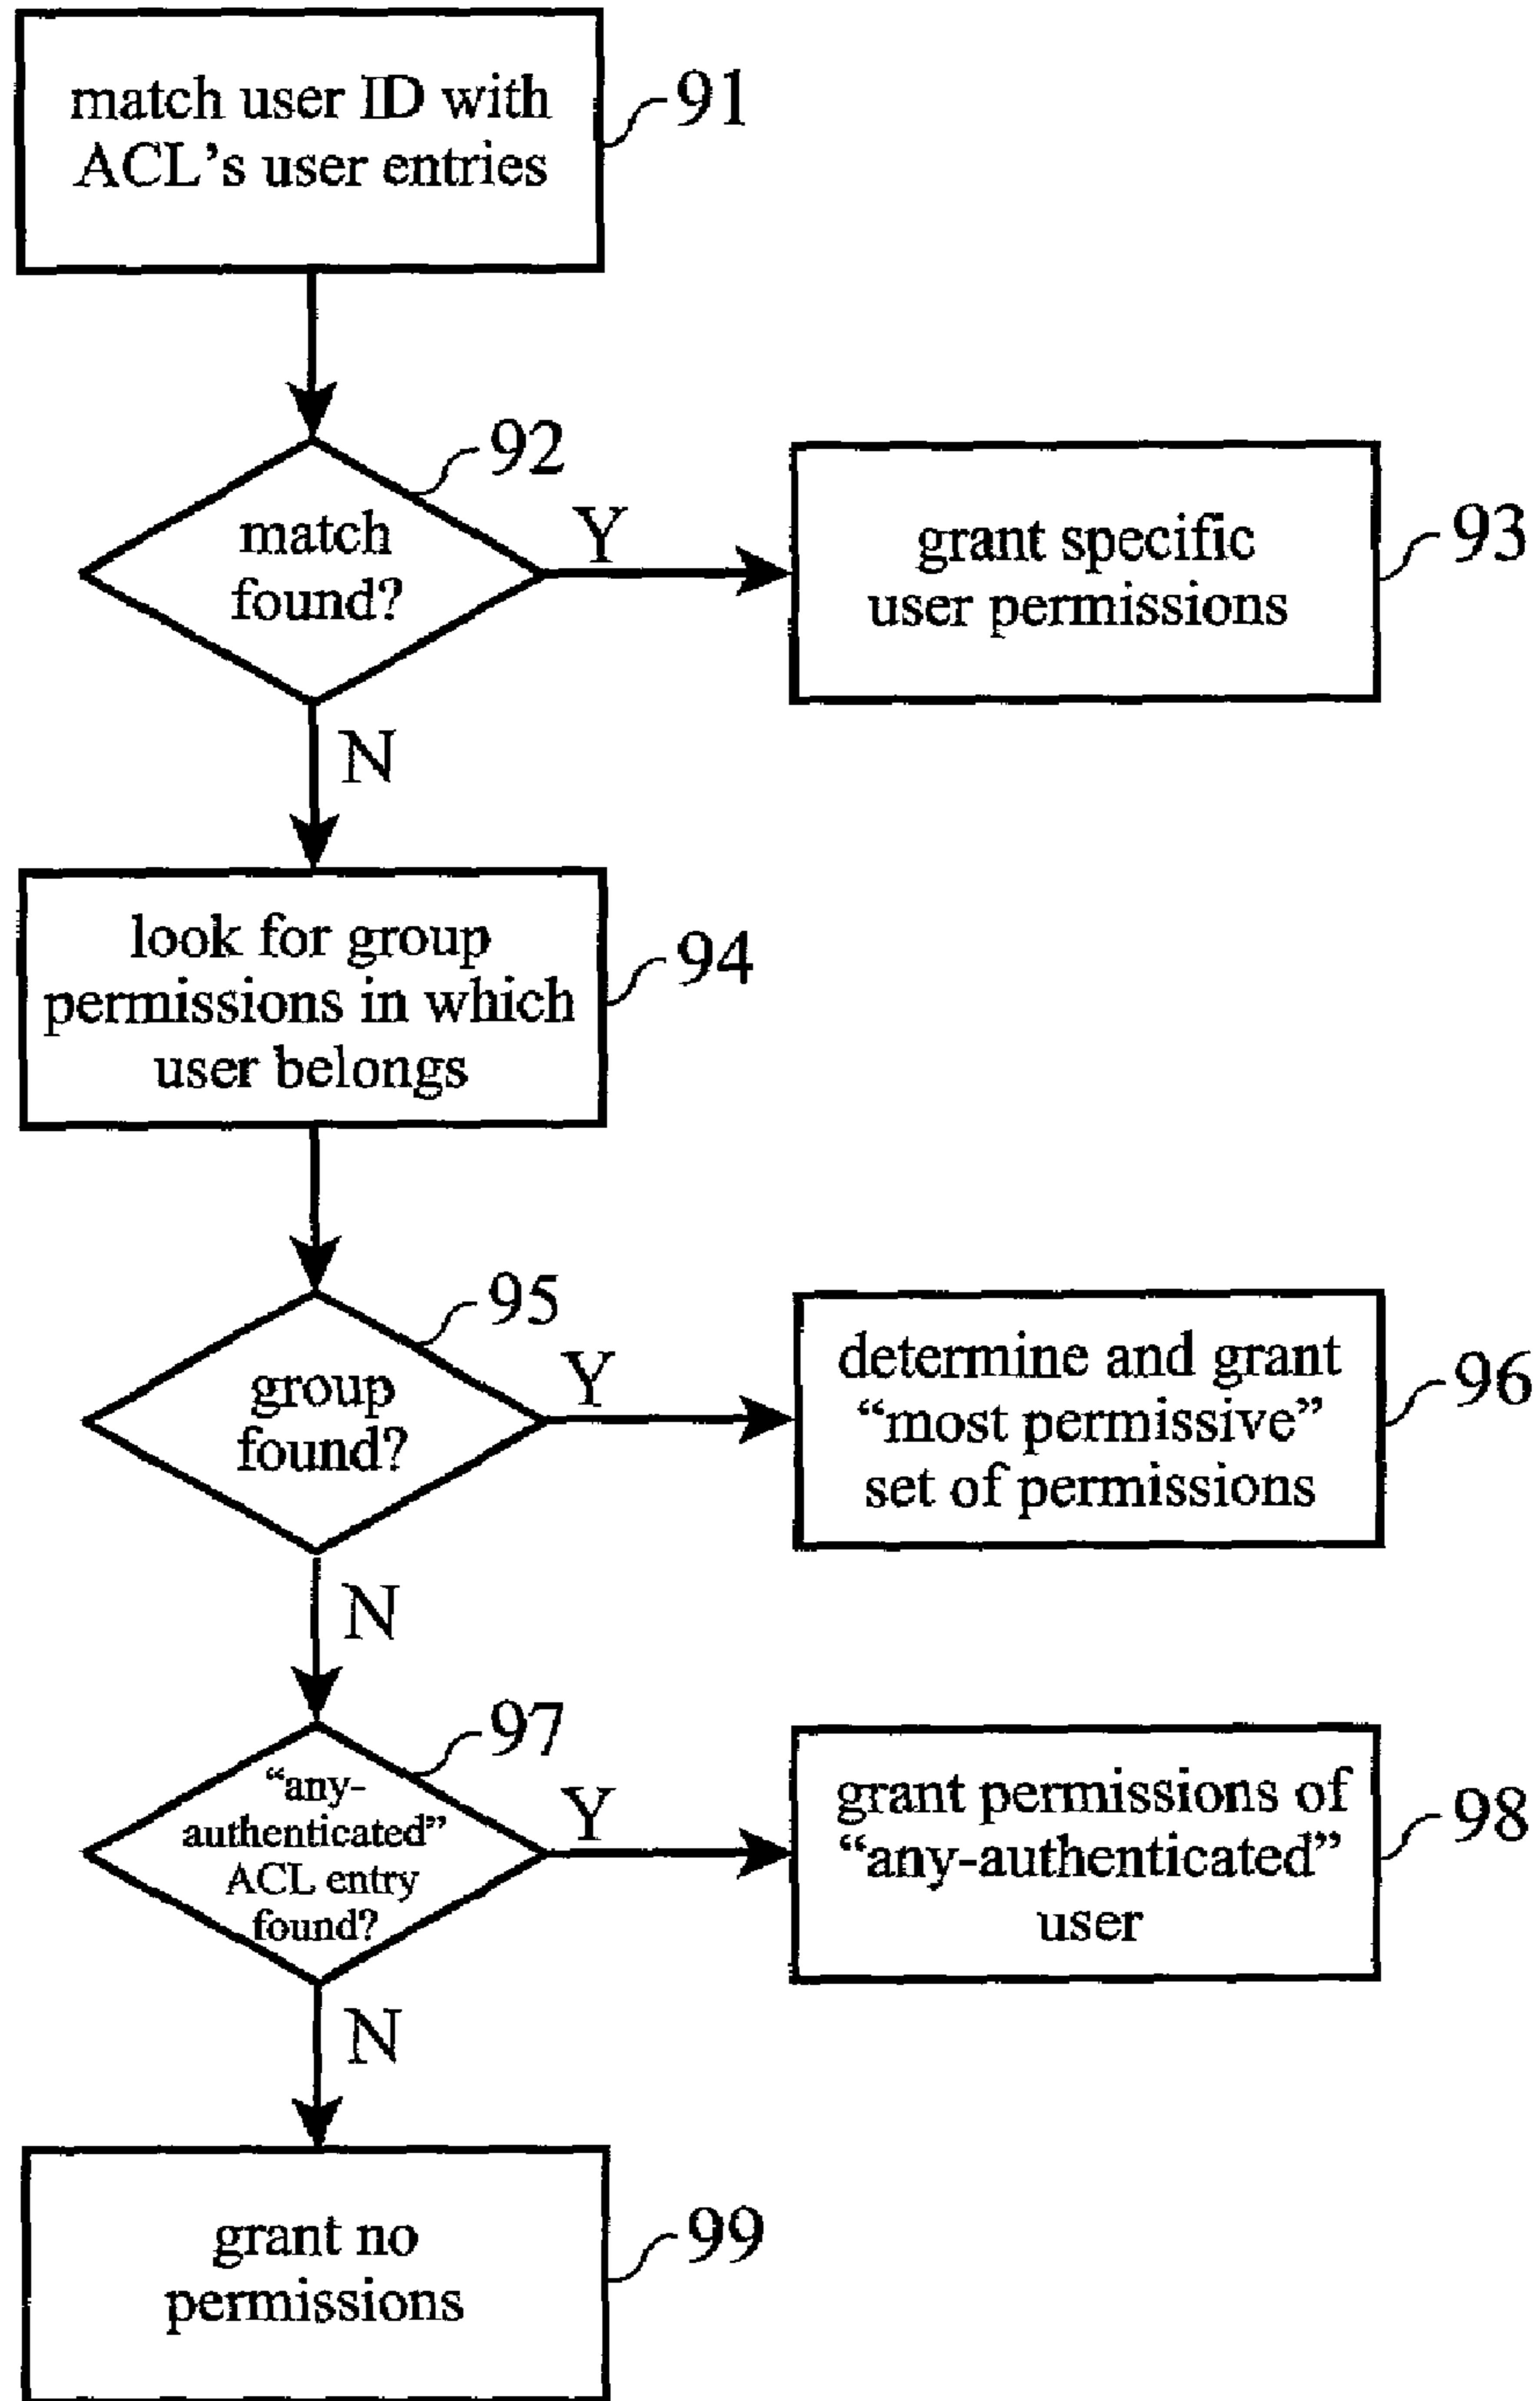 match user ID with
ACL’s user entries
91
92
match
found?
Y
grant specific
user permissions
93
N
look for group
permissions in which
user belongs
94
95
group
found?
Y
determine and grant
“most permissive”
set of permissions
96
N
97
“any-
authenticated”
ACL entry
found?
Y
grant permissions of
“any-authenticated”
user
98
N
grant no
permissions
99